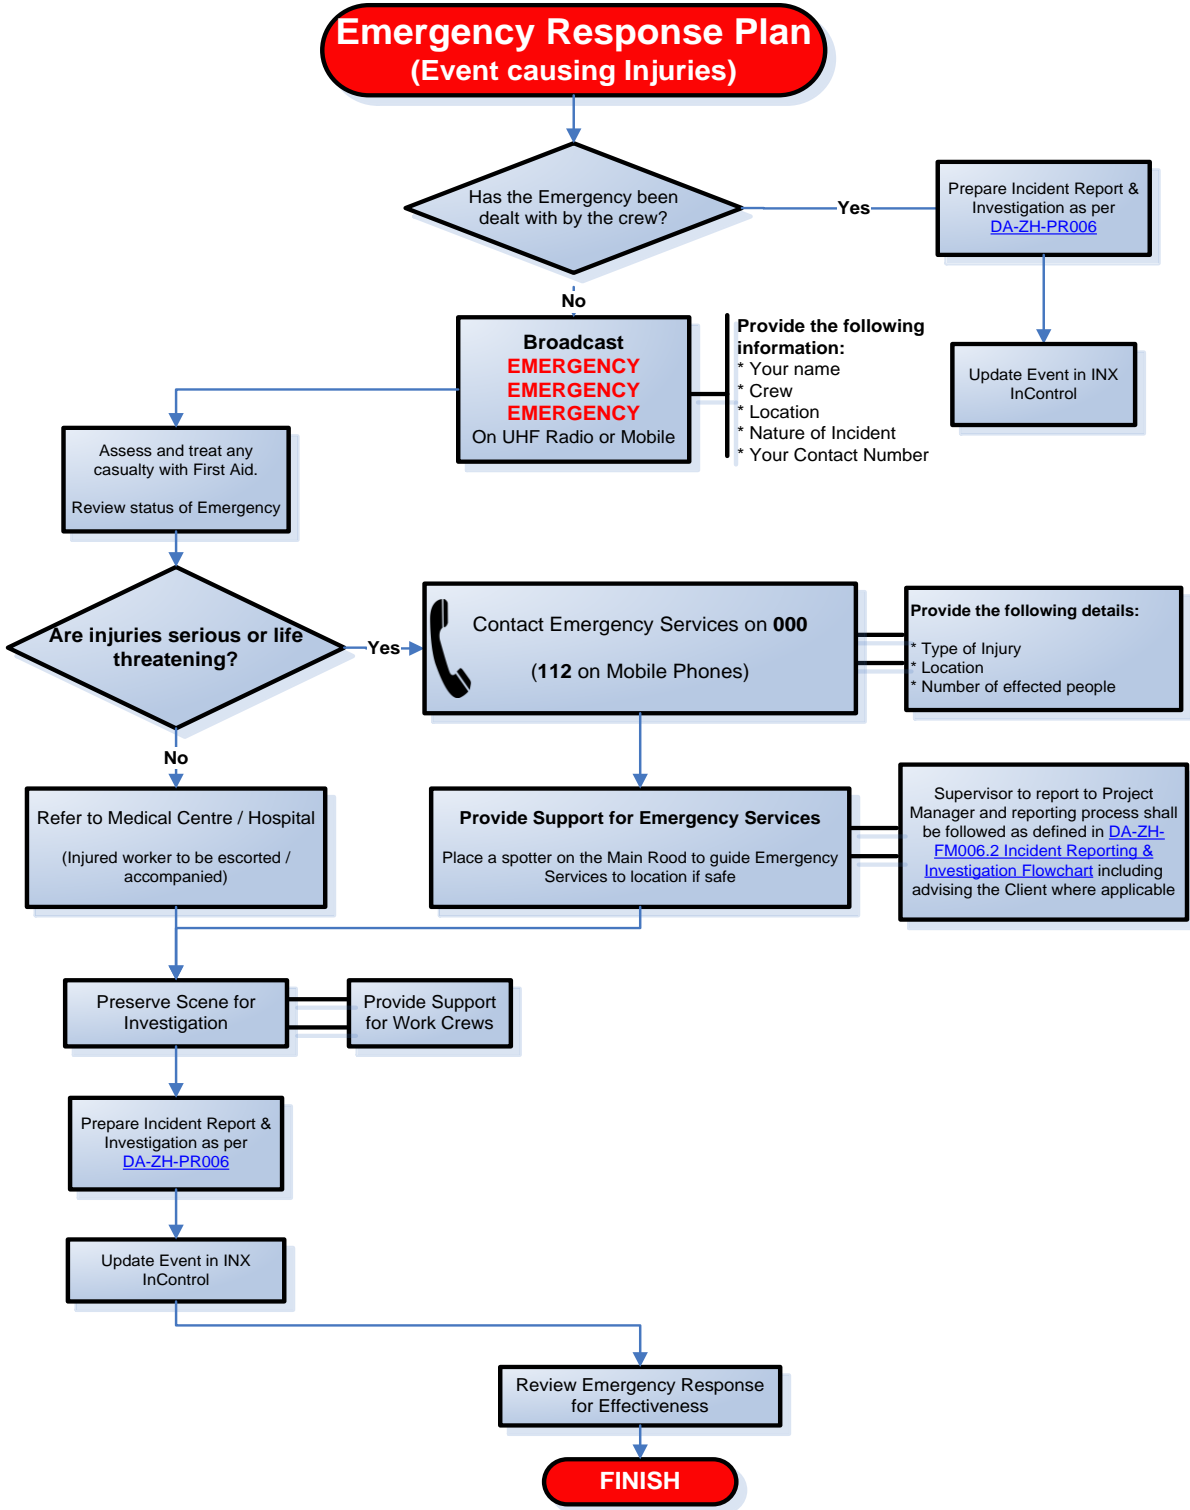 Emergency Response Plan
(Event causing Injuries)
Has the Emergency been
dealt with by the crew?
Yes
Prepare Incident Report &
Investigation as per
DA-ZH-PR006
Update Event in INX
InControl
No
Broadcast
EMERGENCY
EMERGENCY
EMERGENCY
On UHF Radio or Mobile
Provide the following
information:
* Your name
* Crew
* Location
* Nature of Incident
* Your Contact Number
Assess and treat any
casualty with First Aid.
Review status of Emergency
Are injuries serious or life
threatening?
Yes
Contact Emergency Services on 000
(112 on Mobile Phones)
Provide the following details:
* Type of Injury
* Location
* Number of effected people
No
Refer to Medical Centre / Hospital
(Injured worker to be escorted /
accompanied)
Provide Support for Emergency Services
Place a spotter on the Main Rood to guide Emergency
Services to location if safe
Supervisor to report to Project
Manager and reporting process shall
be followed as defined in DA-ZH-
FM006.2 Incident Reporting &
Investigation Flowchart including
advising the Client where applicable
Preserve Scene for
Investigation
Provide Support
for Work Crews
Prepare Incident Report &
Investigation as per
DA-ZH-PR006
Update Event in INX
InControl
Review Emergency Response
for Effectiveness
FINISH